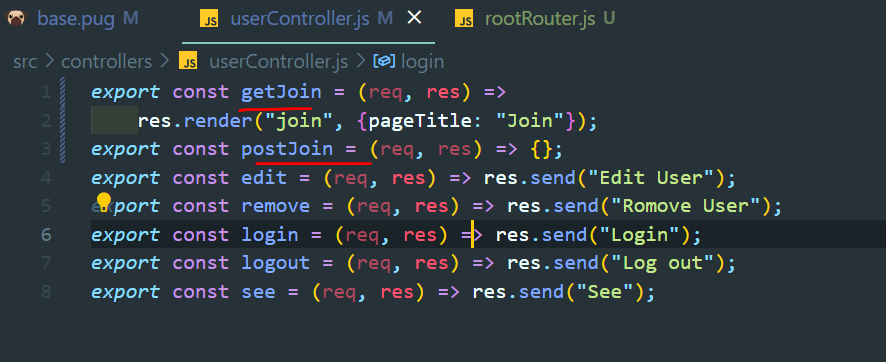 base.pug M JS userController.js M × JS rootRouter.js U
src > controllers > JS userController.js > login
1 export const getJoin = (req, res) =>
2 res.render("join", {pageTitle: "Join"});
3 export const postJoin = (req, res) => {};
4 export const edit = (req, res) => res.send("Edit User");
5 export const remove = (req, res) => res.send("Romove User");
6 export const login = (req, res) => res.send("Login");
7 export const logout = (req, res) => res.send("Log out");
8 export const see = (req, res) => res.send("See");